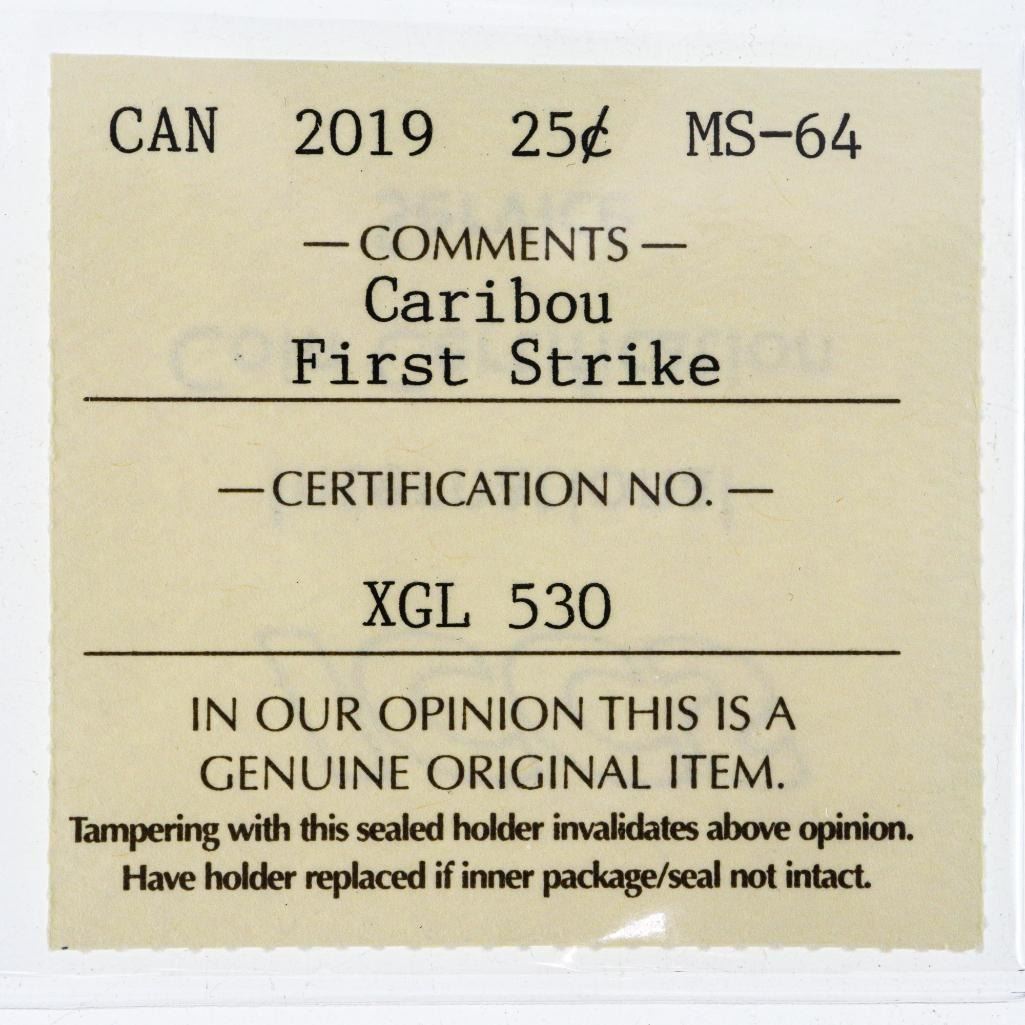 CAN 2019 25¢ MS-64
— COMMENTS —
Caribou
First Strike
— CERTIFICATION NO. —
XGL 530
IN OUR OPINION THIS IS A
GENUINE ORIGINAL ITEM.
Tampering with this sealed holder invalidates above opinion.
Have holder replaced if inner package/seal not intact.